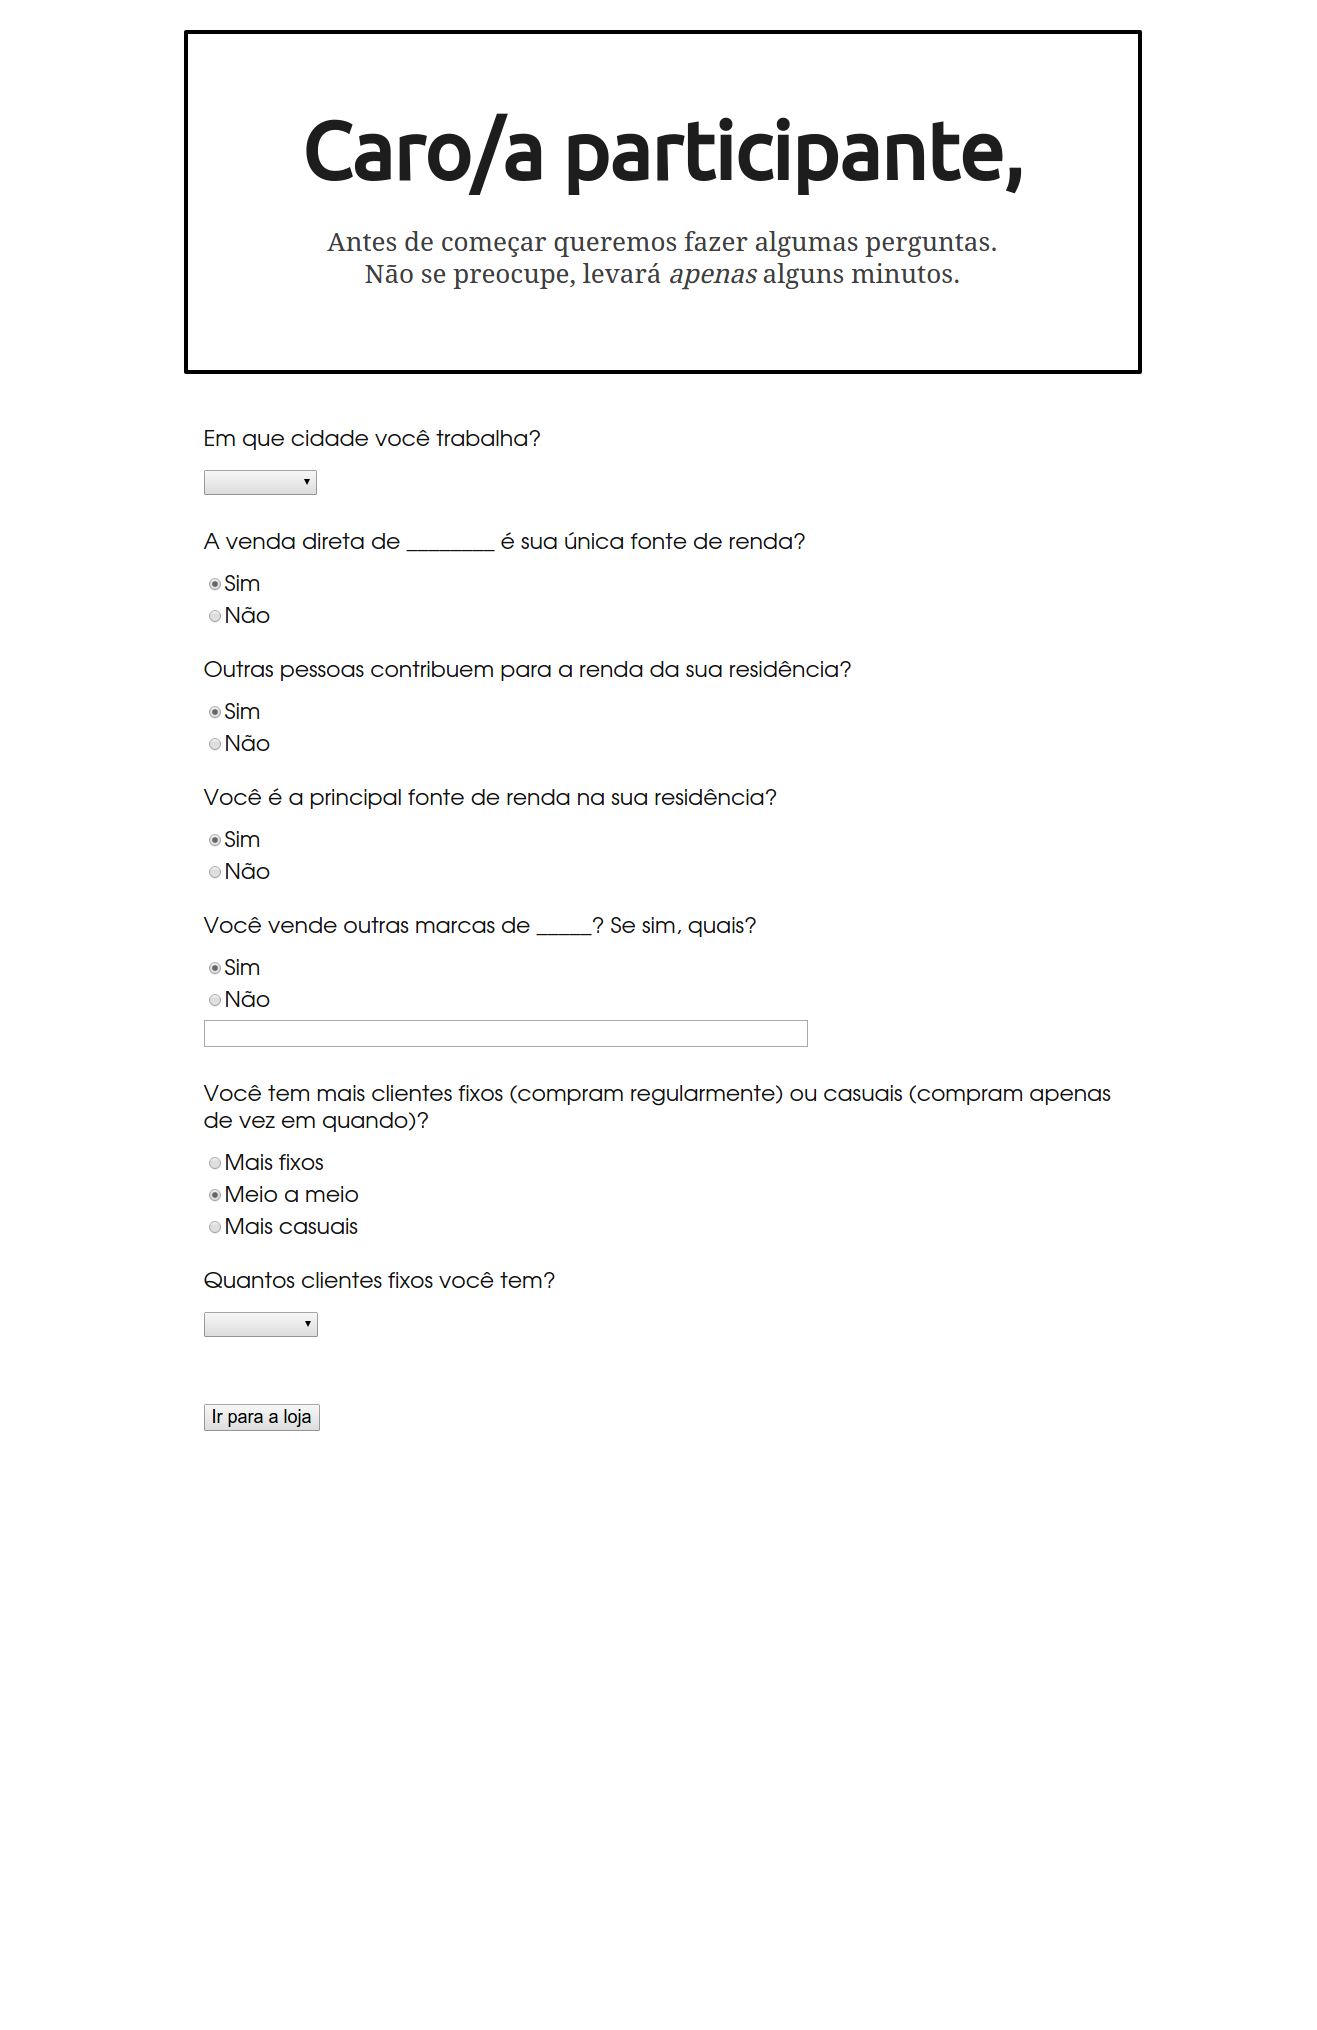 Caro/a participante,
Antes de começar queremos fazer algumas perguntas.
Não se preocupe, levará apenas alguns minutos.
Em que cidade você trabalha?
A venda direta de ________ é sua única fonte de renda?
Sim
Não
Outras pessoas contribuem para a renda da sua residência?
Sim
Não
Você é a principal fonte de renda na sua residência?
Sim
Não
Você vende outras marcas de _____? Se sim, quais?
Sim
Não
Você tem mais clientes fixos (compram regularmente) ou casuais (compram apenas
de vez em quando)?
Mais fixos
Meio a meio
Mais casuais
Quantos clientes fixos você tem?
Ir para a loja